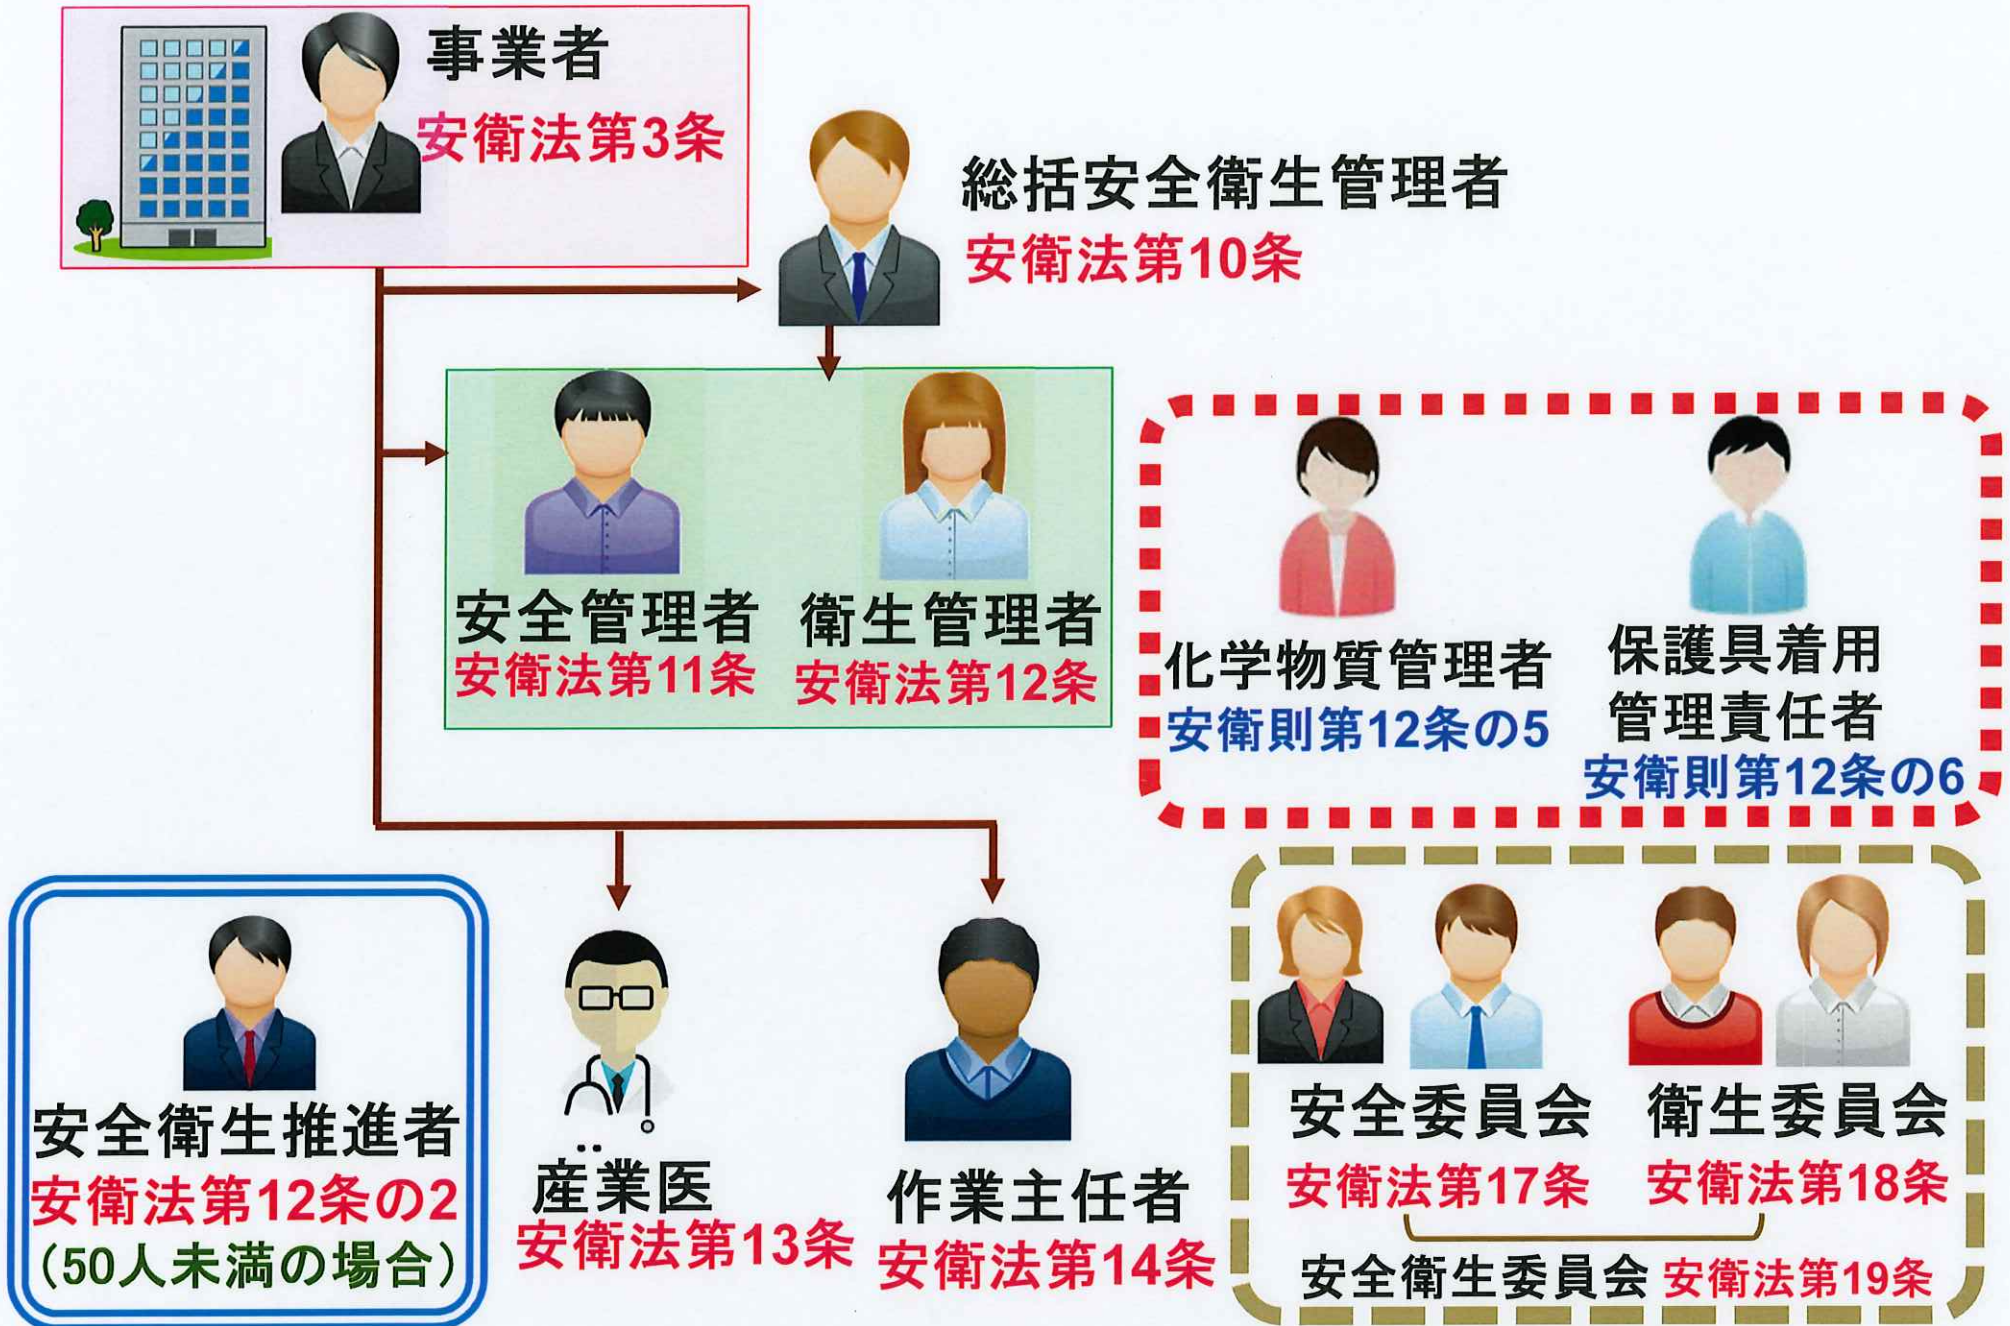 事業者
安衛法第3条
総括安全衛生管理者
安衛法第10条
安全管理者
安衛法第11条
衛生管理者
安衛法第12条
化学物質管理者
安衛則第12条の5
保護具着用
管理責任者
安衛則第12条の6
安全衛生推進者
安衛法第12条の2
(50人未満の場合)
産業医
安衛法第13条
作業主任者
安衛法第14条
安全委員会
安衛法第17条
衛生委員会
安衛法第18条
安全衛生委員会 安衛法第19条